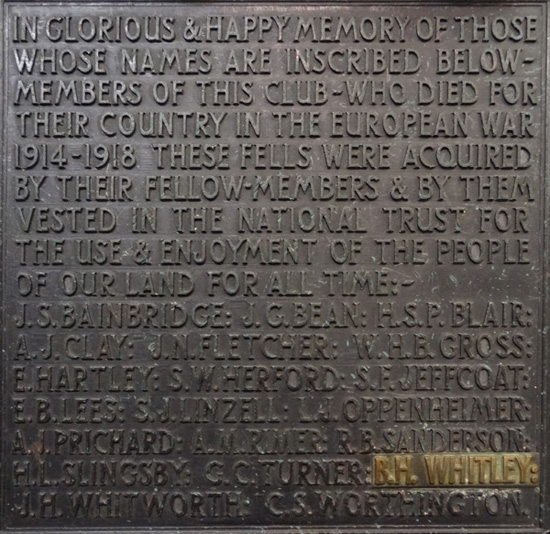 IN GLORIOUS & HAPPY MEMORY OF THOSE
WHOSE NAMES ARE INSCRIBED BELOW-
MEMBERS OF THIS CLUB-WHO DIED FOR
THEIR COUNTRY IN THE EUROPEAN WAR
1914-1918 THESE FELLS WERE ACQUIRED
BY THEIR FELLOW-MEMBERS & BY THEM
VESTED IN THE NATIONAL TRUST FOR
THE USE & ENJOYMENT OF THE PEOPLE
OF OUR LAND FOR ALL TIME:-
J.S.BAINBRIDGE: J.G.BEAN: H.S.P.BLAIR:
A.J.CLAY: J.N.FLETCHER: W.H.B.GROSS:
E.HARTLEY: S.W.HERFORD: S.F.JEFFCOAT:
E.B.LEES: S.J.LINZELL: L.J.OPPENHEIMER:
A.J.PRICHARD: A.M.RIMER: R.B.SANDERSON:
H.L.SLINGSBY: G.C.TURNER: B.H. WHITLEY:
J.H.WHITWORTH: C.S.WORTHINGTON.